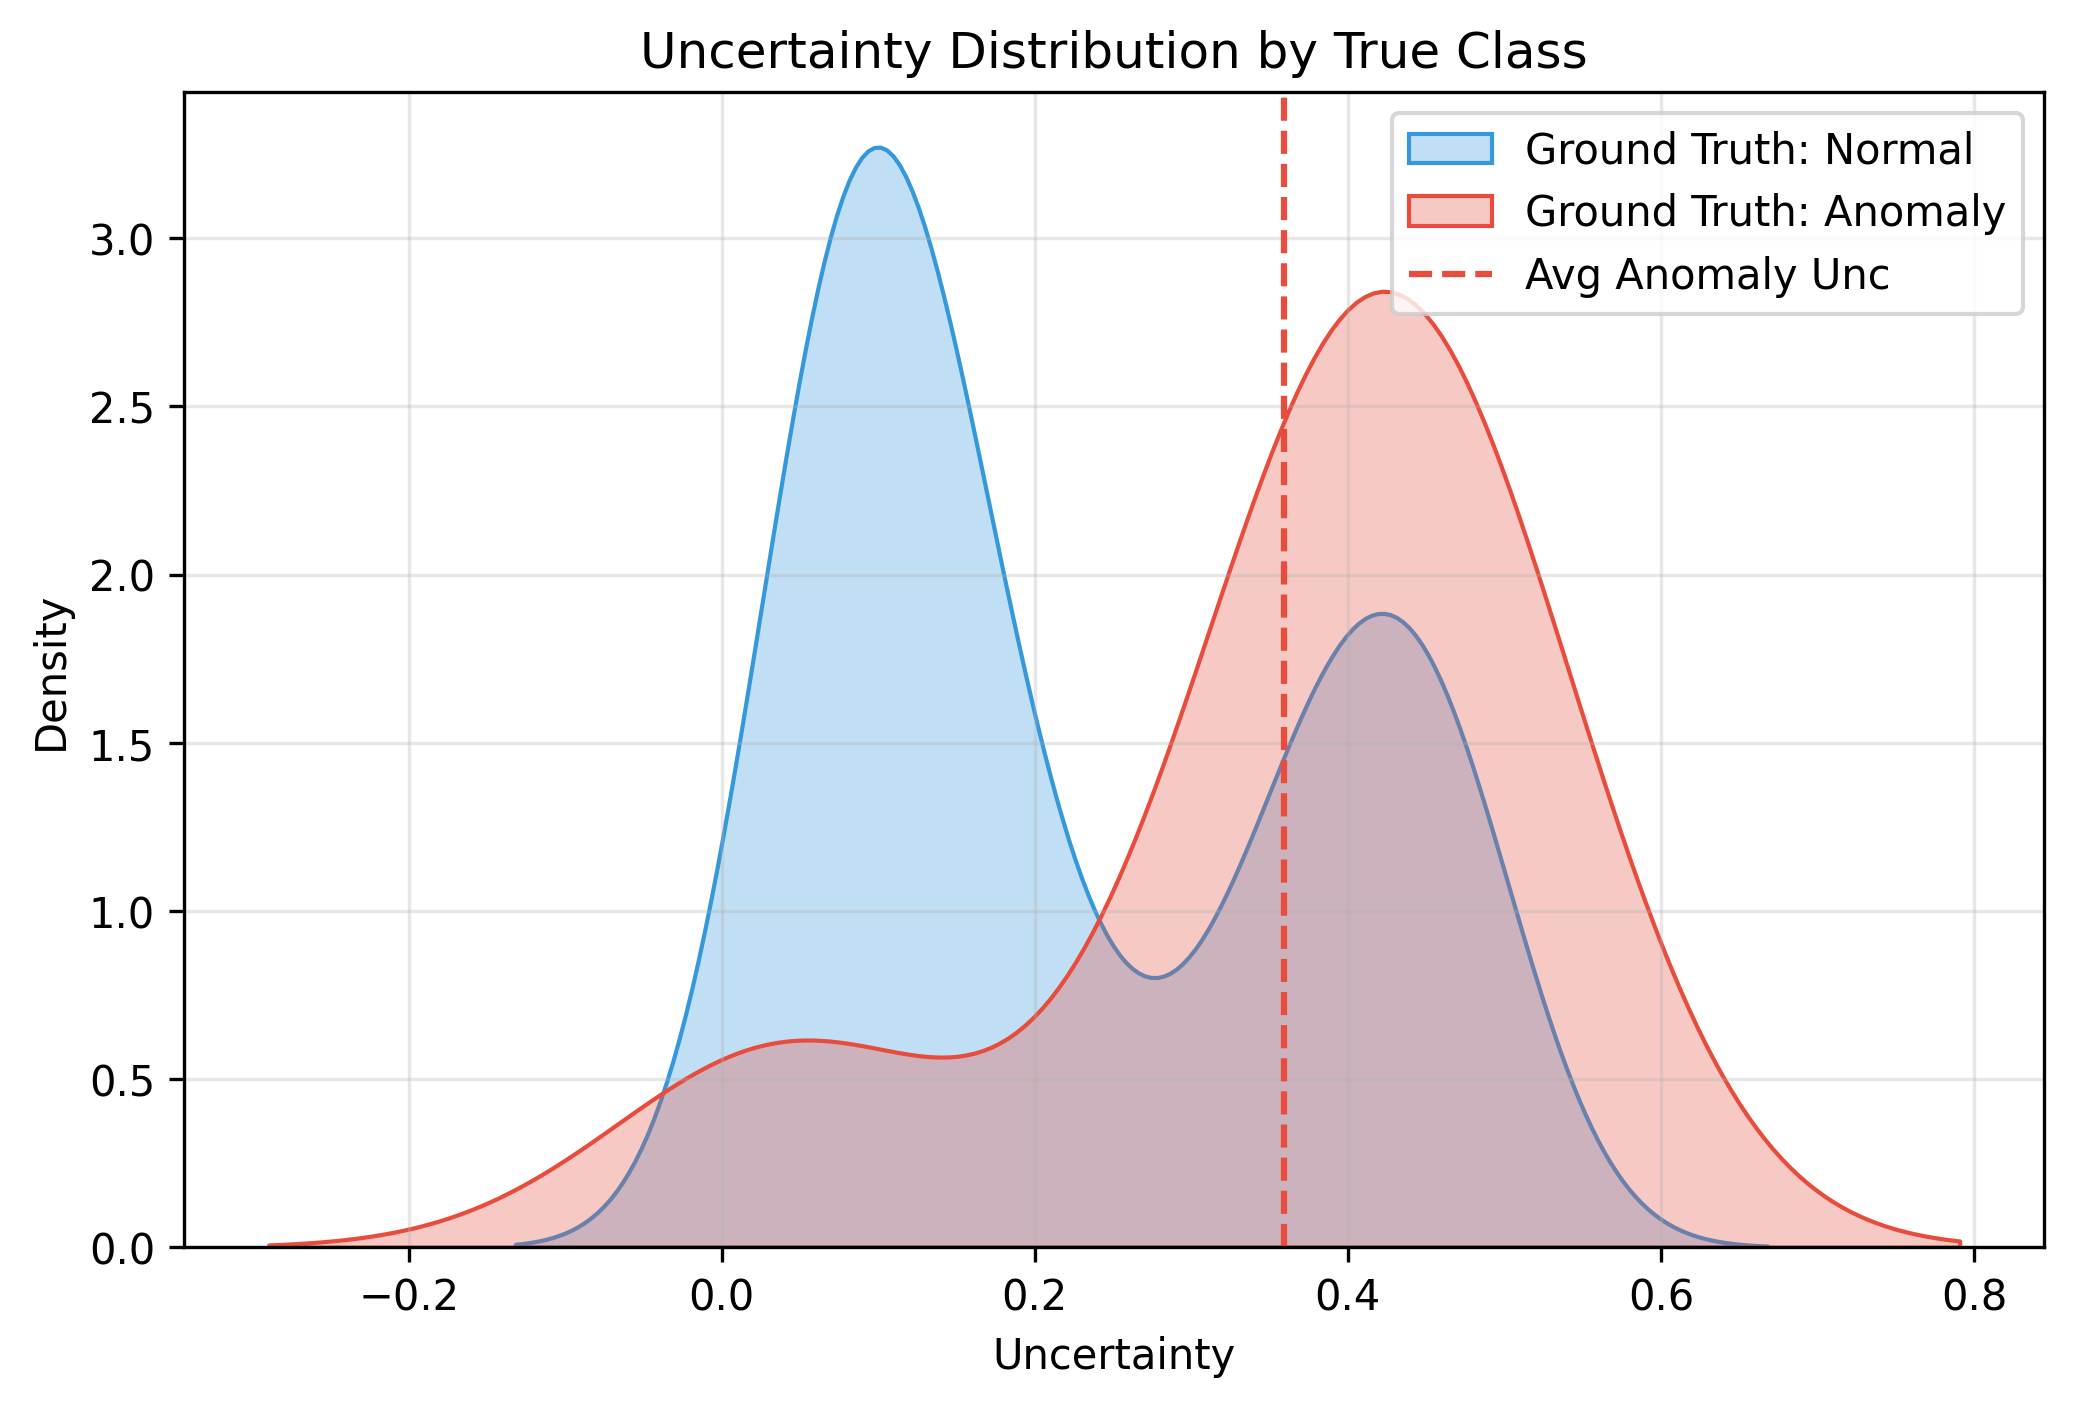 Uncertainty Distribution by True Class
Ground Truth: Normal
Ground Truth: Anomaly
Avg Anomaly Unc
Density
3.0
2.5
2.0
1.5
1.0
0.5
0.0
−0.2 0.0 0.2 0.4 0.6 0.8
Uncertainty